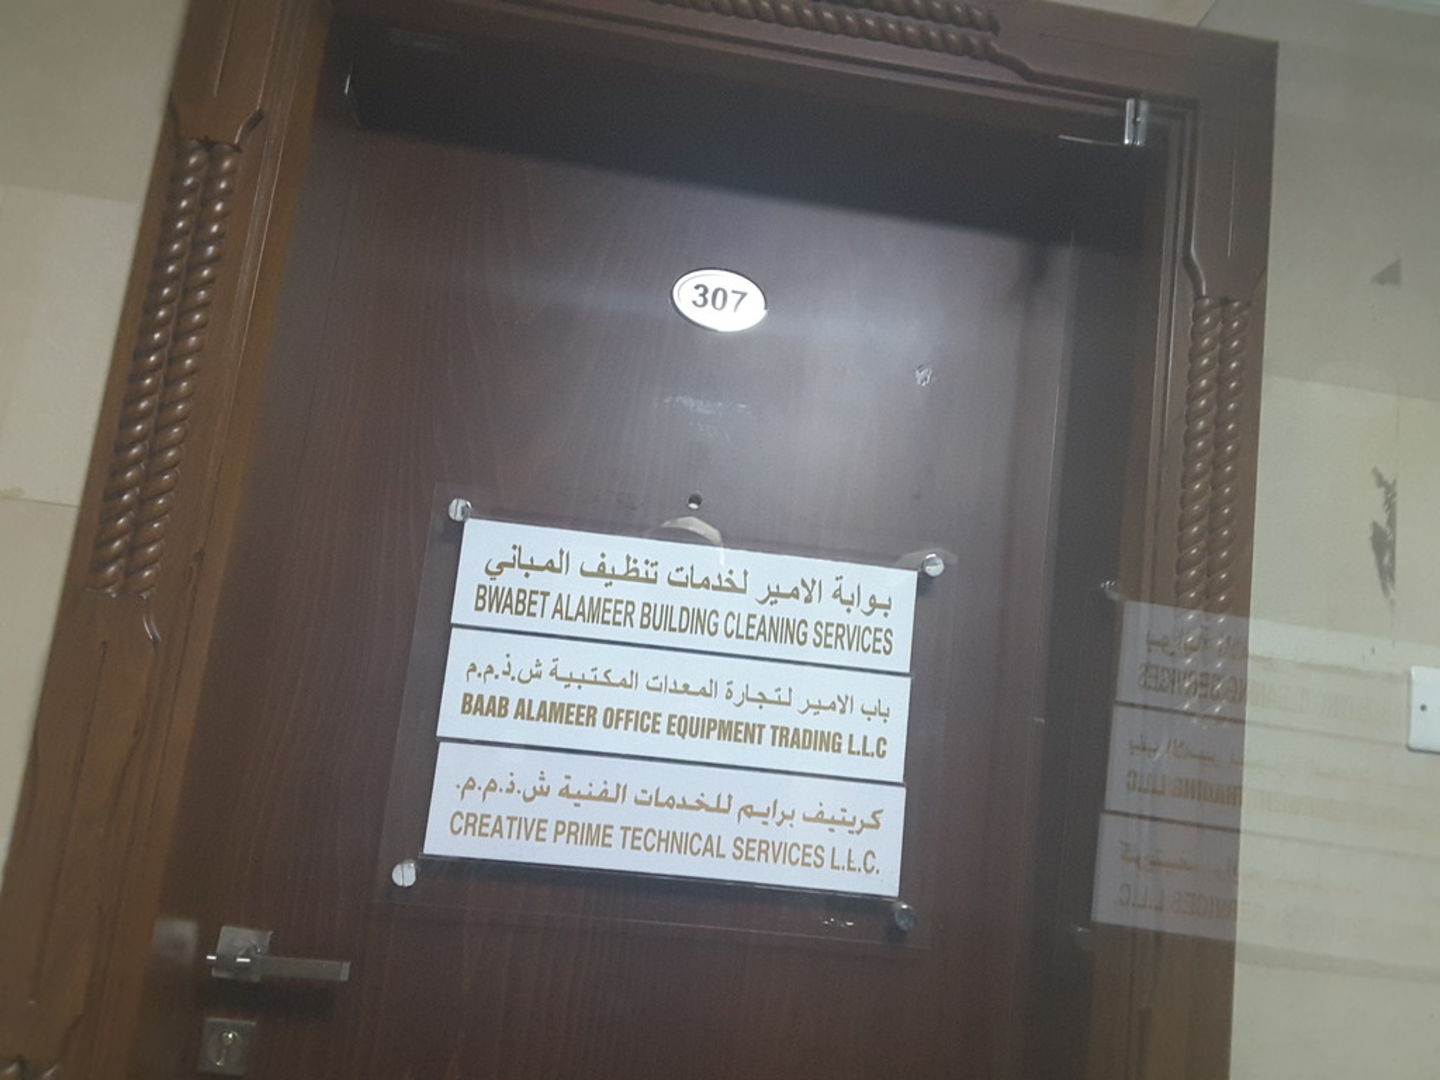 307
بوابة الامير لخدمات تنظيف المباني
BWABET ALAMEER BUILDING CLEANING SERVICES
باب الامير لتجارة المعدات المكتبية ش.ذ.م.م
BAAB ALAMEER OFFICE EQUIPMENT TRADING L.L.C
كريتيف برايم للخدمات الفنية ش.ذ.م.م.
CREATIVE PRIME TECHNICAL SERVICES L.L.C.